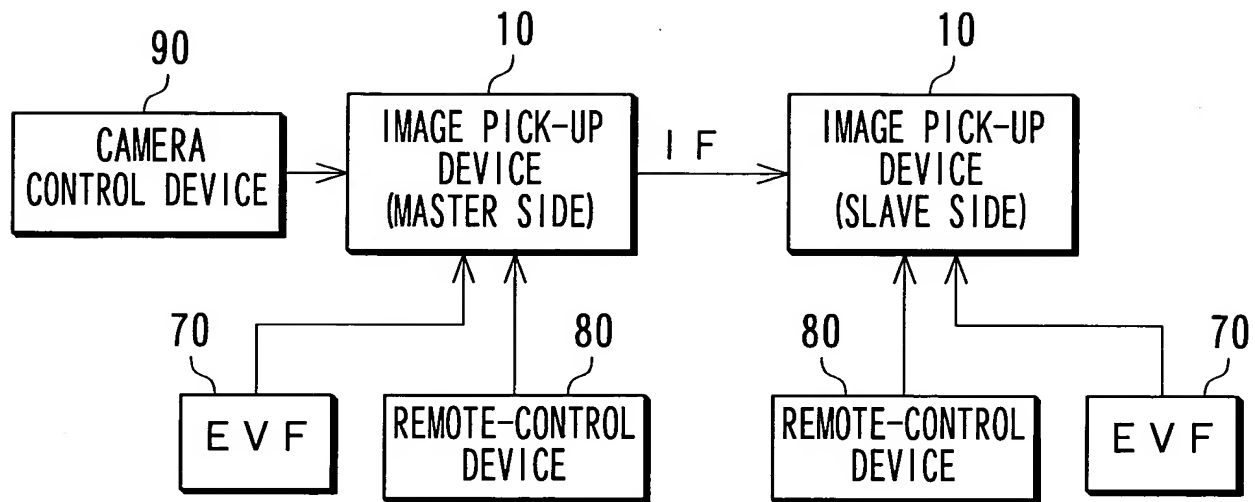 90
10
10
CAMERA
CONTROL DEVICE
IMAGE PICK-UP
DEVICE
(MASTER SIDE)
I F
IMAGE PICK-UP
DEVICE
(SLAVE SIDE)
70
80
80
70
E V F
REMOTE-CONTROL
DEVICE
REMOTE-CONTROL
DEVICE
E V F